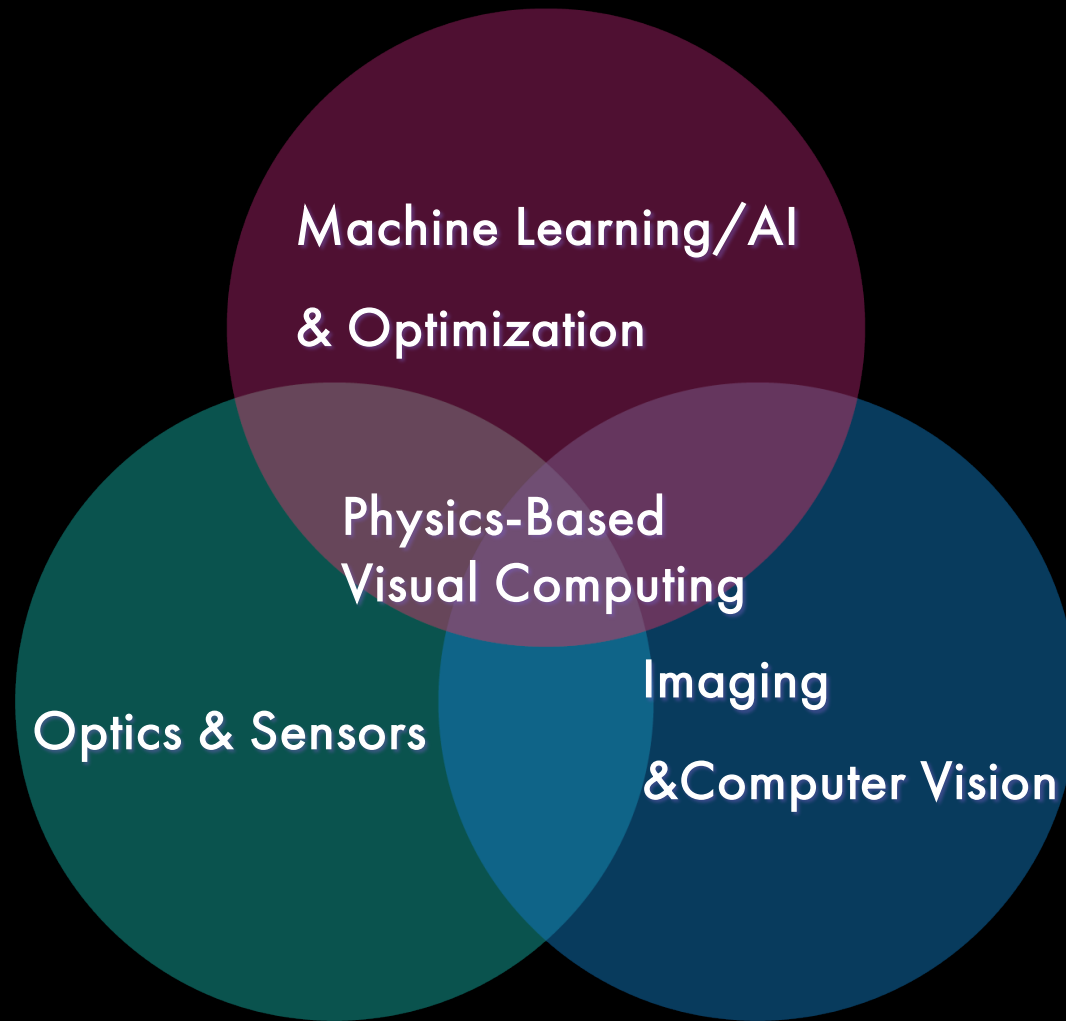 Machine Learning/AI
& Optimization
Physics-Based
Visual Computing
Imaging
&Computer Vision
Optics & Sensors